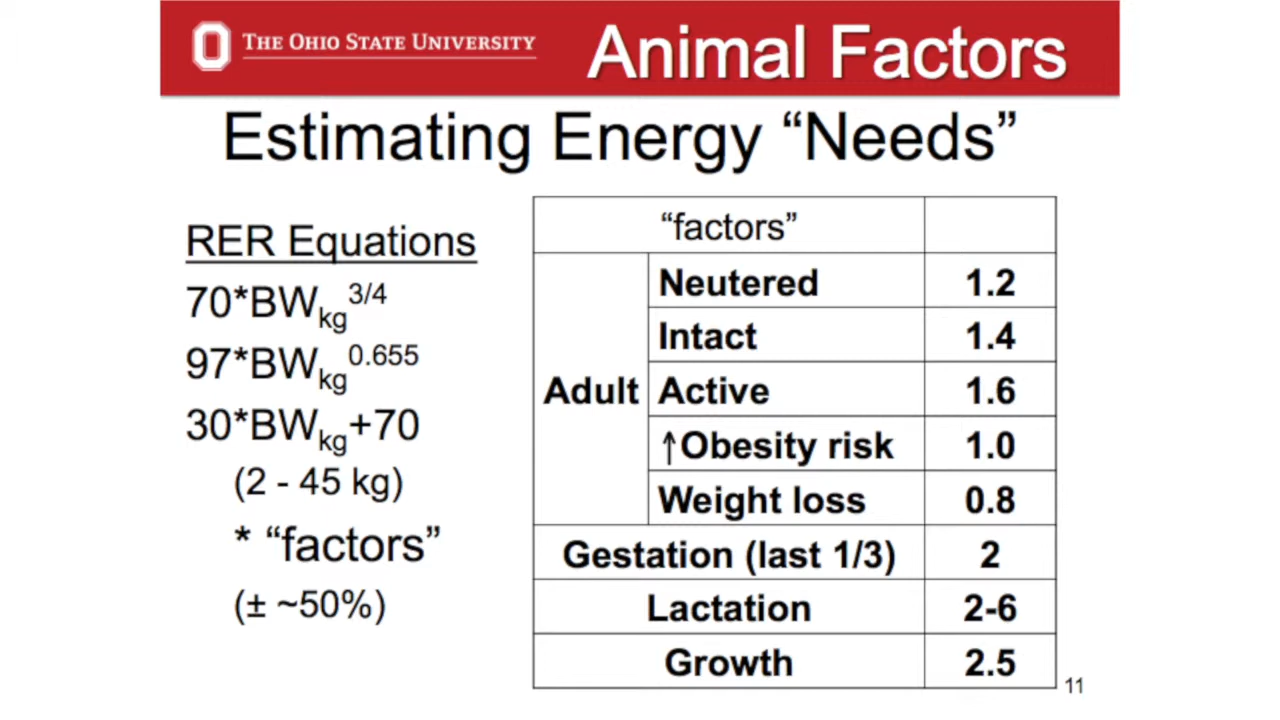 THE OHIO STATE UNIVERSITY
Animal Factors
Estimating Energy “Needs”
RER Equations
70*BWkg3/4
97*BWkg0.655
30*BWkg+70
(2 - 45 kg)
* “factors”
(± ~50%)
“factors”
Adult
Neutered 1.2
Intact 1.4
Active 1.6
↑Obesity risk 1.0
Weight loss 0.8
Gestation (last 1/3) 2
Lactation 2-6
Growth 2.5
11